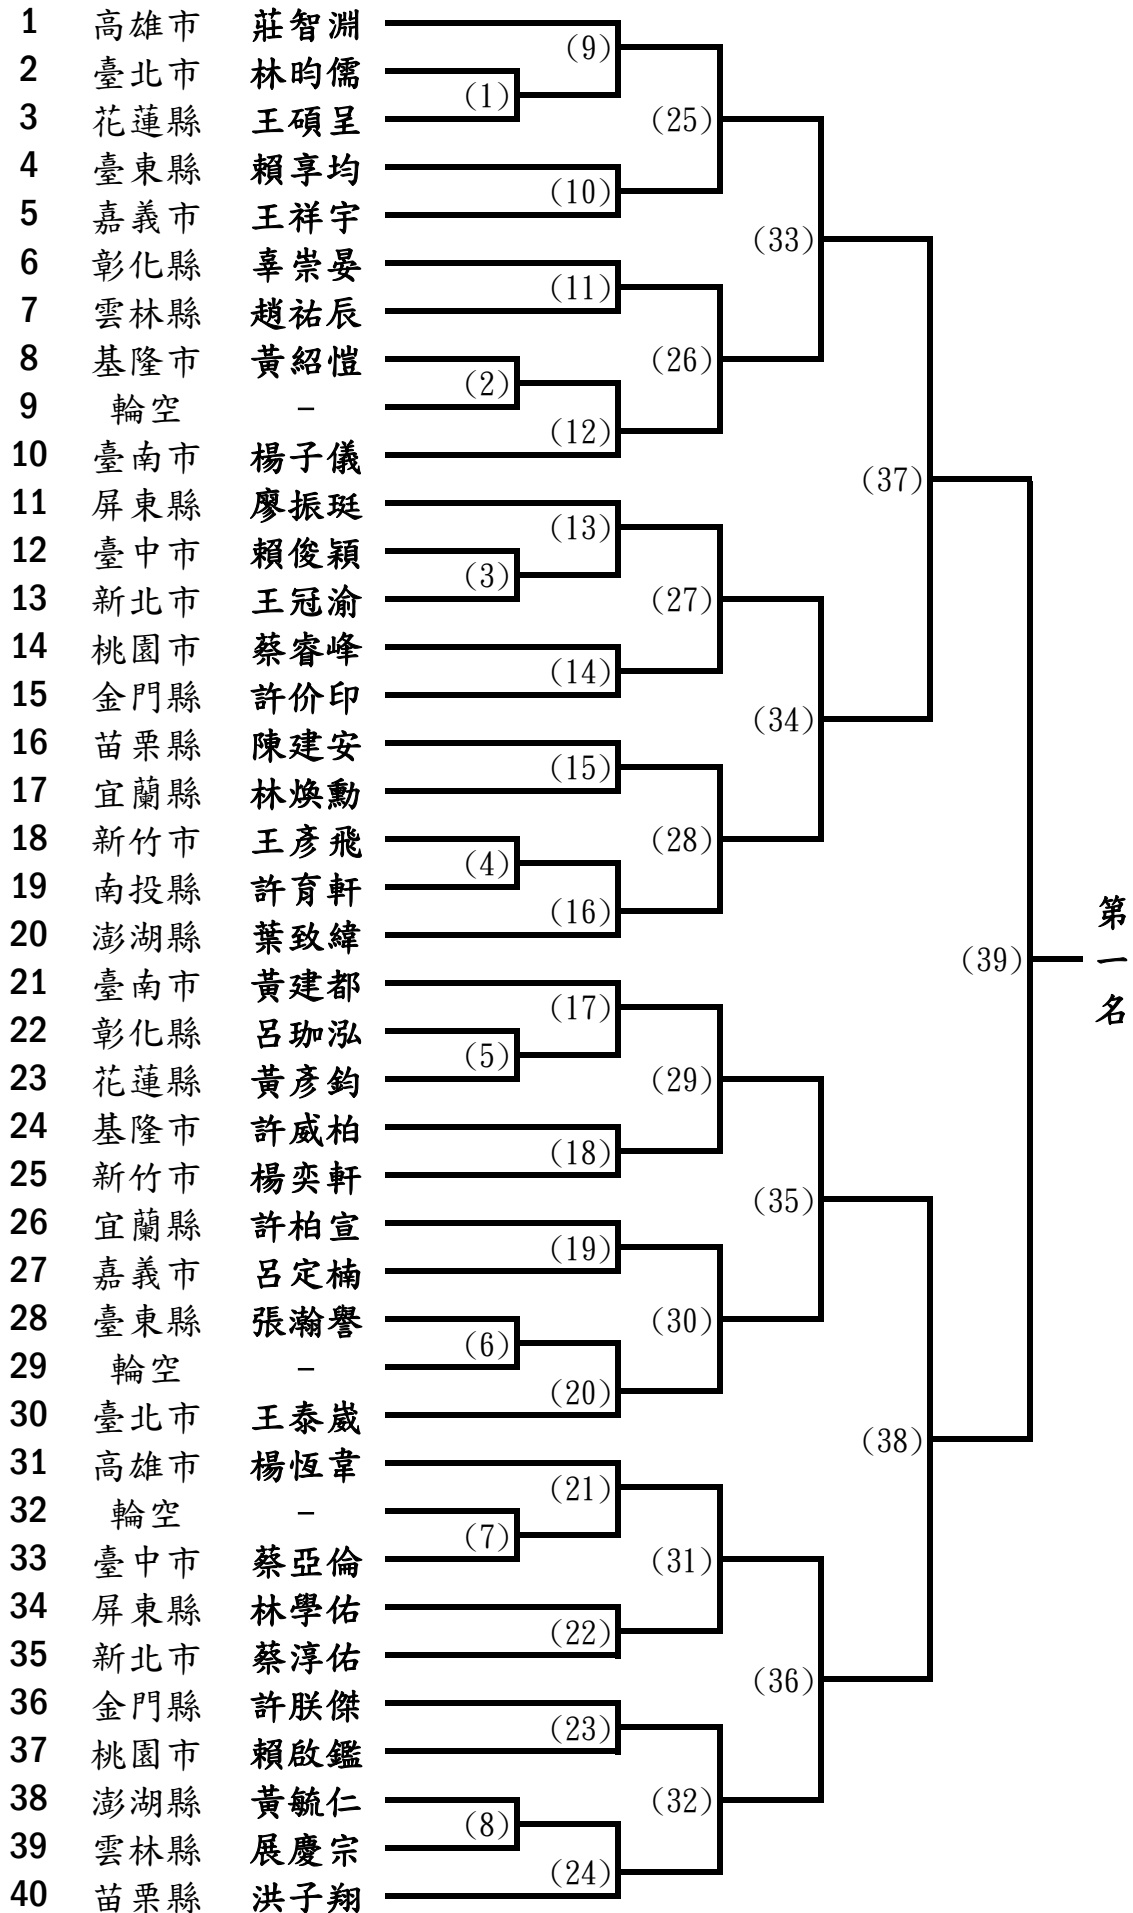 1 高雄市 莊智淵
(9)
2 臺北市 林昀儒
(1)
3 花蓮縣 王碩呈
(25)
4 臺東縣 賴享均
(10)
5 嘉義市 王祥宇
(33)
6 彰化縣 辜崇晏
(11)
7 雲林縣 趙祐辰
8 基隆市 黃紹愷
(26)
(2)
9 輪空 -
(12)
10 臺南市 楊子儀
(37)
11 屏東縣 廖振珽
(13)
12 臺中市 賴俊穎
(3)
13 新北市 王冠渝
(27)
14 桃園市 蔡睿峰
(14)
15 金門縣 許价印
(34)
16 苗栗縣 陳建安
(15)
17 宜蘭縣 林煥勳
18 新竹市 王彥飛
(28)
(4)
19 南投縣 許育軒
(16)
20 澎湖縣 葉致緯
(39)
第一名
21 臺南市 黃建都
(17)
22 彰化縣 呂珈泓
(5)
23 花蓮縣 黃彥鈞
(29)
24 基隆市 許威柏
(18)
25 新竹市 楊奕軒
(35)
26 宜蘭縣 許柏宣
(19)
27 嘉義市 呂定楠
28 臺東縣 張瀚譽
(30)
(6)
29 輪空 -
(20)
30 臺北市 王泰崴
(38)
31 高雄市 楊恆韋
(21)
32 輪空 -
(7)
33 臺中市 蔡亞倫
(31)
34 屏東縣 林學佑
(22)
35 新北市 蔡淳佑
(36)
36 金門縣 許朕傑
(23)
37 桃園市 賴啟鑑
38 澎湖縣 黃毓仁
(32)
(8)
39 雲林縣 展慶宗
(24)
40 苗栗縣 洪子翔